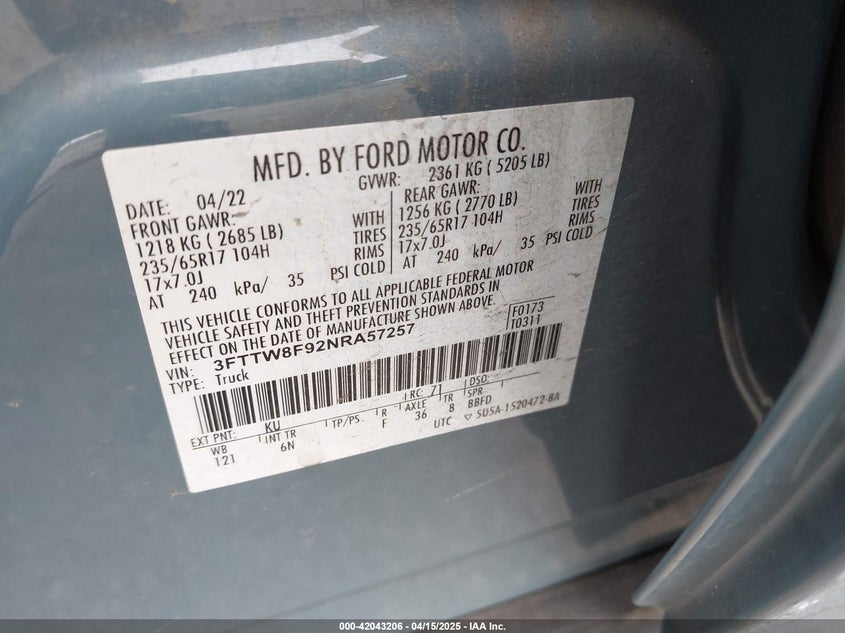 MFD. BY FORD MOTOR CO.
DATE: 04/22 GVWR: 2361 KG ( 5205 LB)
FRONT GAWR: REAR GAWR:
1218 KG ( 2685 LB) WITH 1256 KG ( 2770 LB) WITH
235/65R17 104H TIRES 235/65R17 104H TIRES
17x7.0J RIMS 17x7.0J RIMS
AT 240 kPa/ 35 PSI COLD AT 240 kPa/ 35 PSI COLD
THIS VEHICLE CONFORMS TO ALL APPLICABLE FEDERAL MOTOR
VEHICLE SAFETY AND THEFT PREVENTION STANDARDS IN
EFFECT ON THE DATE OF MANUFACTURE SHOWN ABOVE.
VIN: 3FTTW8F92NRA57257 F0173
TYPE: Truck T0311
EXT PNT: KU RC: 71 DSO:
WB INT TR TP/PS R AXLE TR SPR
121 6N F 36 8 BBFD
UTC 5U5A-1520472-BA
000-42043206 - 04/15/2025 - IAA Inc.